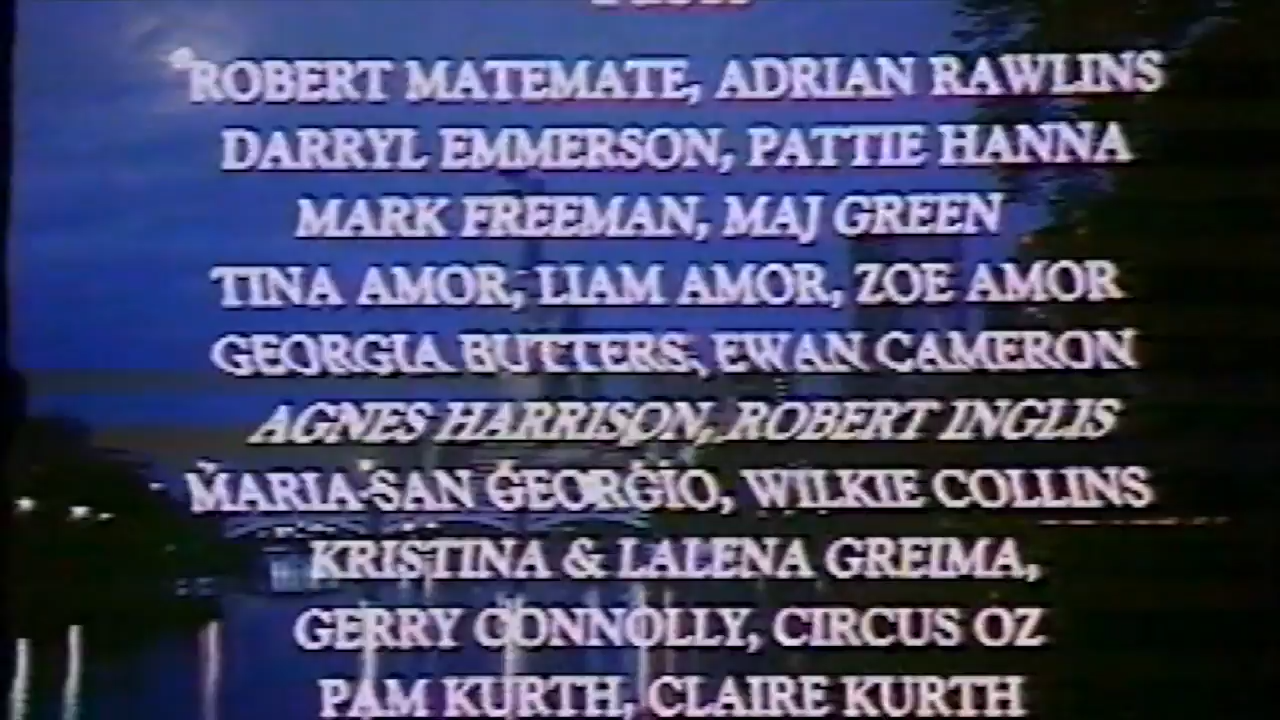 ROBERT MATEMATE, ADRIAN RAWLINS
DARRYL EMMERSON, PATTIE HANNA
MARK FREEMAN, MAJ GREEN
TINA AMOR, LIAM AMOR, ZOE AMOR
GEORGIA BUTTERS, EWAN CAMERON
AGNES HARRISON, ROBERT INGLIS
MARIA SAN GEORGIO, WILKIE COLLINS
KRISTINA & LALENA GREIMA,
GERRY CONNOLLY, CIRCUS OZ
PAM KURTH, CLAIRE KURTH